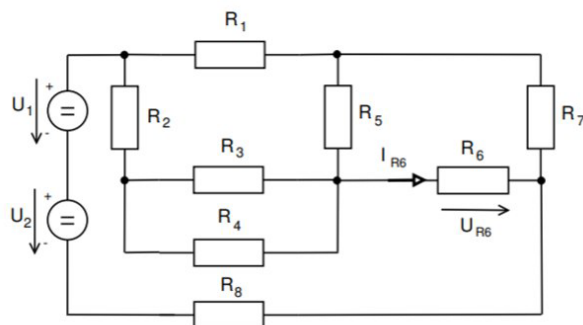 R1
+
U1
=
-
R2
R5
R7
R3
IR6
R6
+
U2
=
-
R4
UR6
R8